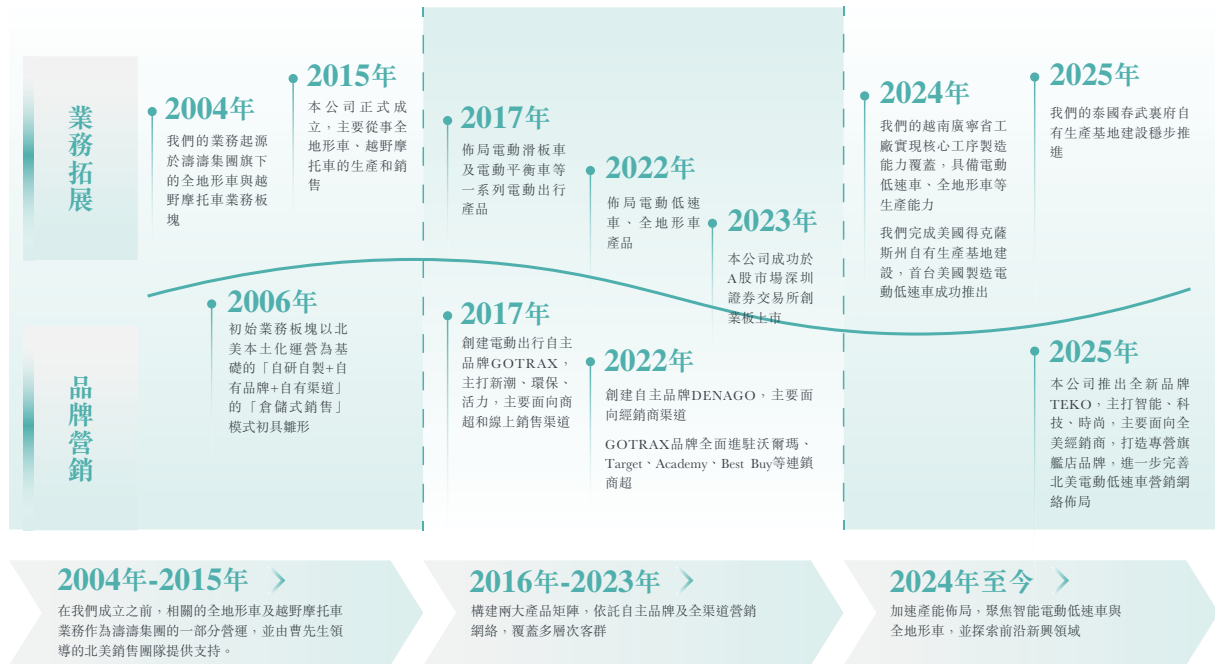 業務拓展
2004年
我們的業務起源
於濤濤集團旗下
的全地形車與越
野摩托車業務板
塊
2015年
本公司正式成
立，主要從事全
地形車、越野摩
托車的生產和銷
售
2017年
佈局電動滑板車
及電動平衡車等
一系列電動出行
產品
2022年
佈局電動低速
車、全地形車
產品
2023年
本公司成功於
A股市場深圳
證券交易所創
業板上市
2024年
我們的越南廣寧省工
廠實現核心工序製造
能力覆蓋，具備電動
低速車、全地形車等
生產能力
我們完成美國得克薩
斯州自有生產基地建
設，首台美國製造電
動低速車成功推出
2025年
我們的泰國春武裏府自
有生產基地建設穩步推
進
品牌營銷
2006年
初始業務板塊以北
美本土化運營為基
礎的「自研自製+自
有品牌+自有渠道」
的「倉儲式銷售」
模式初具雛形
2017年
創建電動出行自主
品牌GOTRAX，
主打新潮、環保、
活力，主要面向商
超和線上銷售渠道
2022年
創建自主品牌DENAGO，主要面
向經銷商渠道
GOTRAX品牌全面進駐沃爾瑪、
Target、Academy、Best Buy等連鎖
商超
2025年
本公司推出全新品牌
TEKO，主打智能、科
技、時尚，主要面向全
美經銷商，打造專營旗
艦店品牌，進一步完善
北美電動低速車營銷網
絡佈局
2004年-2015年
在我們成立之前，相關的全地形車及越野摩托車
業務作為濤濤集團的一部分營運，並由曹先生領
導的北美銷售團隊提供支持。
2016年-2023年
構建兩大產品矩陣，依託自主品牌及全渠道營銷
網絡，覆蓋多層次客群
2024年至今
加速產能佈局，聚焦智能電動低速車與
全地形車，並探索前沿新興領域